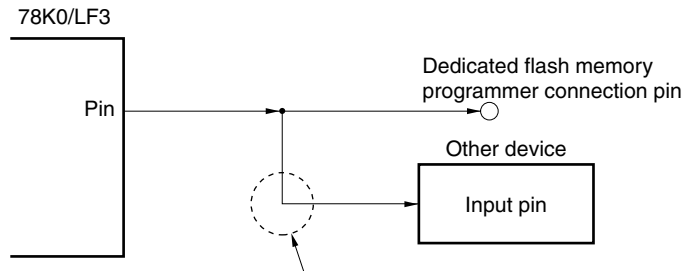 78K0/LF3
Pin
Dedicated flash memory
programmer connection pin
Other device
Input pin